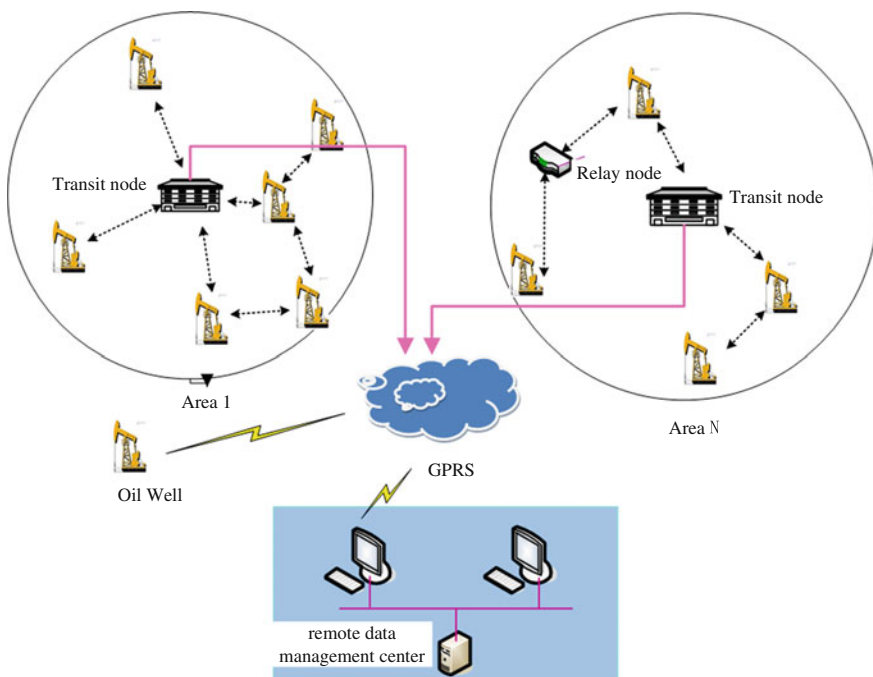 Transit node
Relay node
Transit node
Area 1
Area N
GPRS
Oil Well
remote data
management center